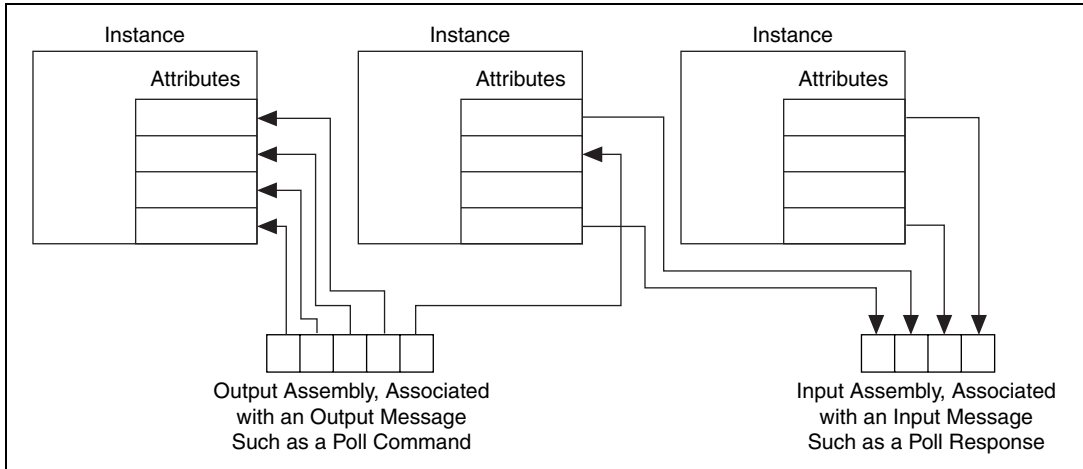 Instance
Attributes
Instance
Attributes
Instance
Attributes
Output Assembly, Associated
with an Output Message
Such as a Poll Command
Input Assembly, Associated
with an Input Message
Such as a Poll Response